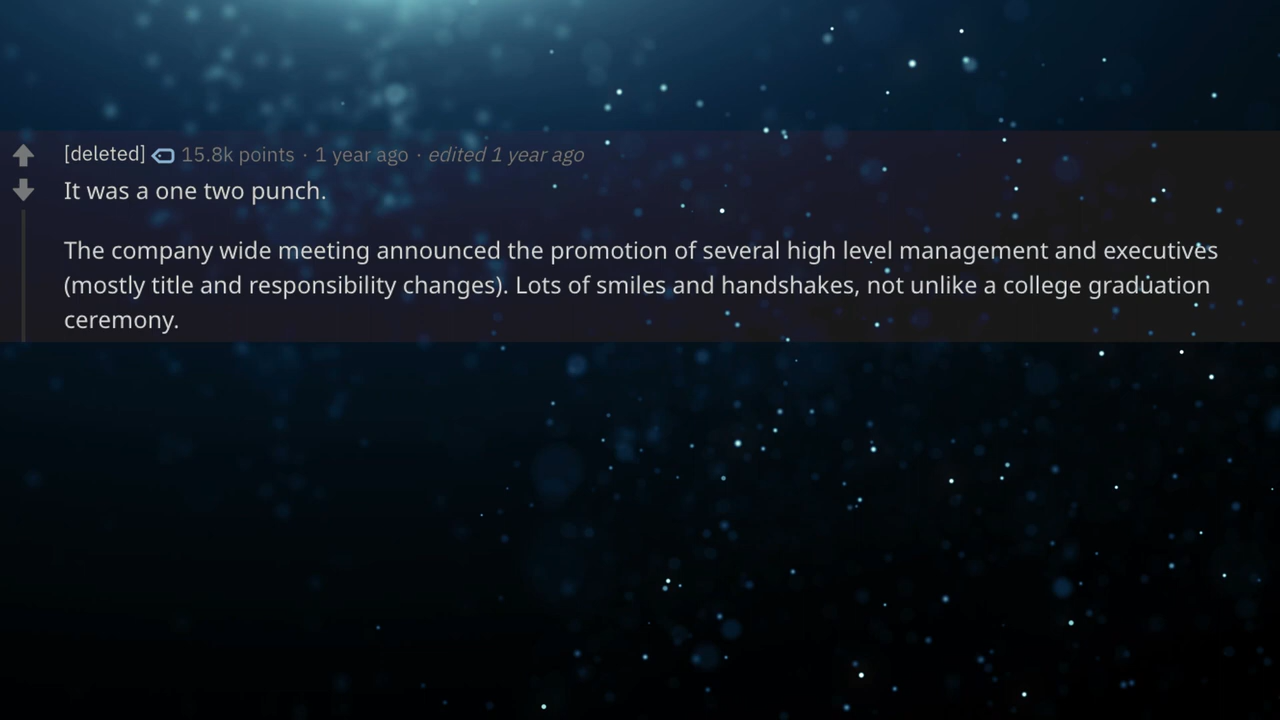 [deleted] 15.8k points · 1 year ago · edited 1 year ago
It was a one two punch.
The company wide meeting announced the promotion of several high level management and executives
(mostly title and responsibility changes). Lots of smiles and handshakes, not unlike a college graduation
ceremony.